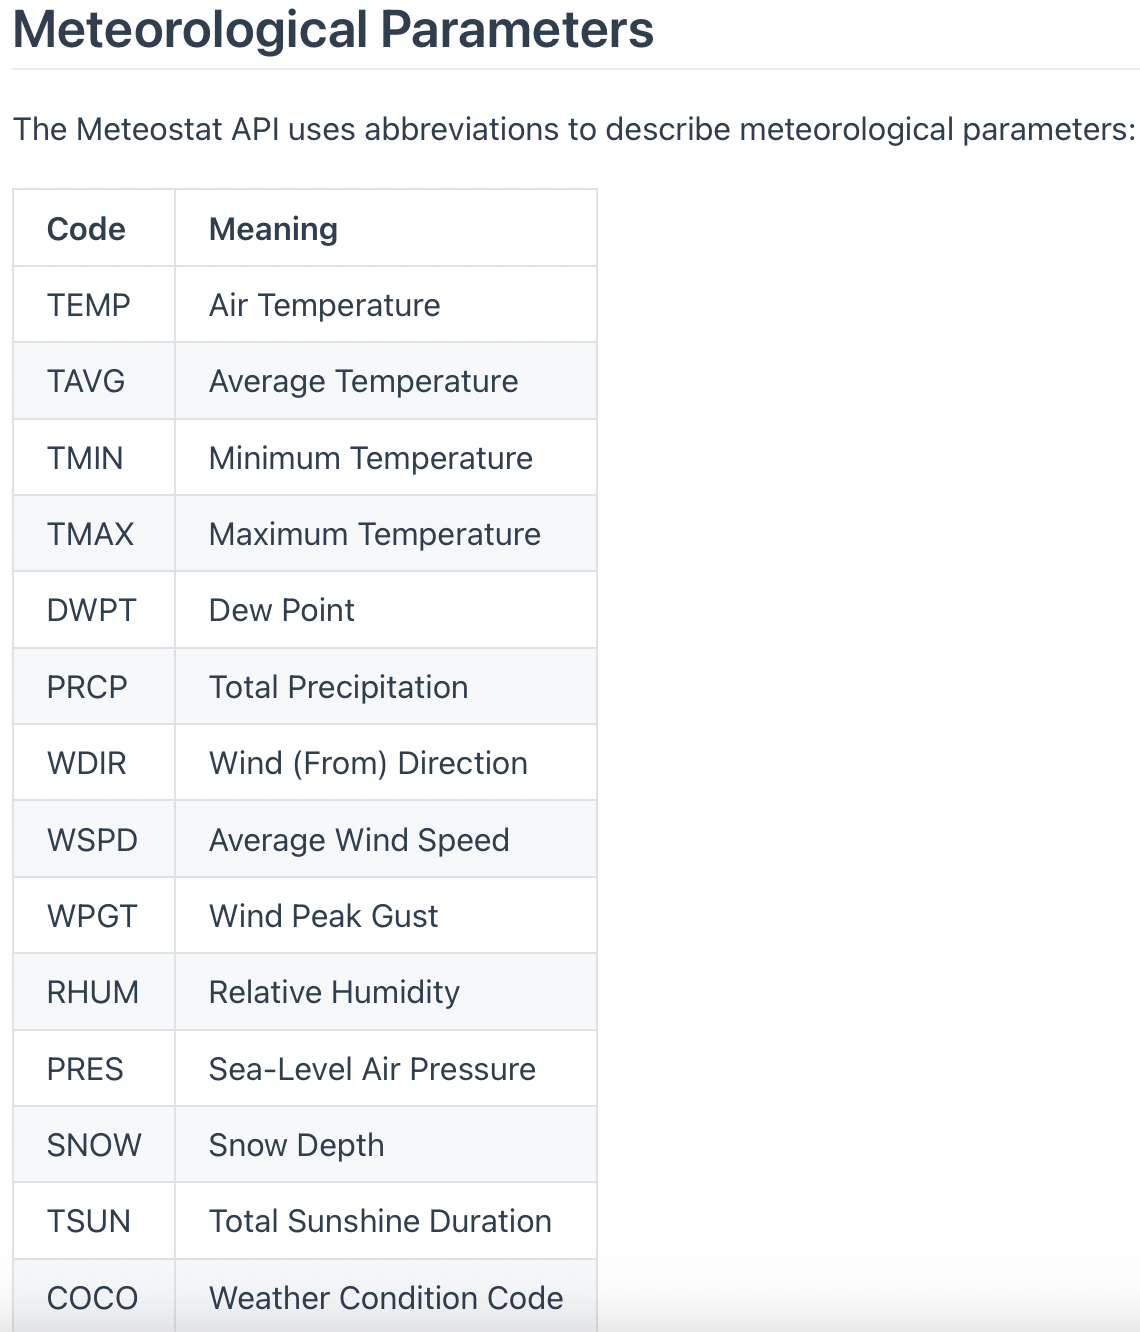 Meteorological Parameters
The Meteostat API uses abbreviations to describe meteorological parameters:
Code Meaning
TEMP Air Temperature
TAVG Average Temperature
TMIN Minimum Temperature
TMAX Maximum Temperature
DWPT Dew Point
PRCP Total Precipitation
WDIR Wind (From) Direction
WSPD Average Wind Speed
WPGT Wind Peak Gust
RHUM Relative Humidity
PRES Sea-Level Air Pressure
SNOW Snow Depth
TSUN Total Sunshine Duration
COCO Weather Condition Code